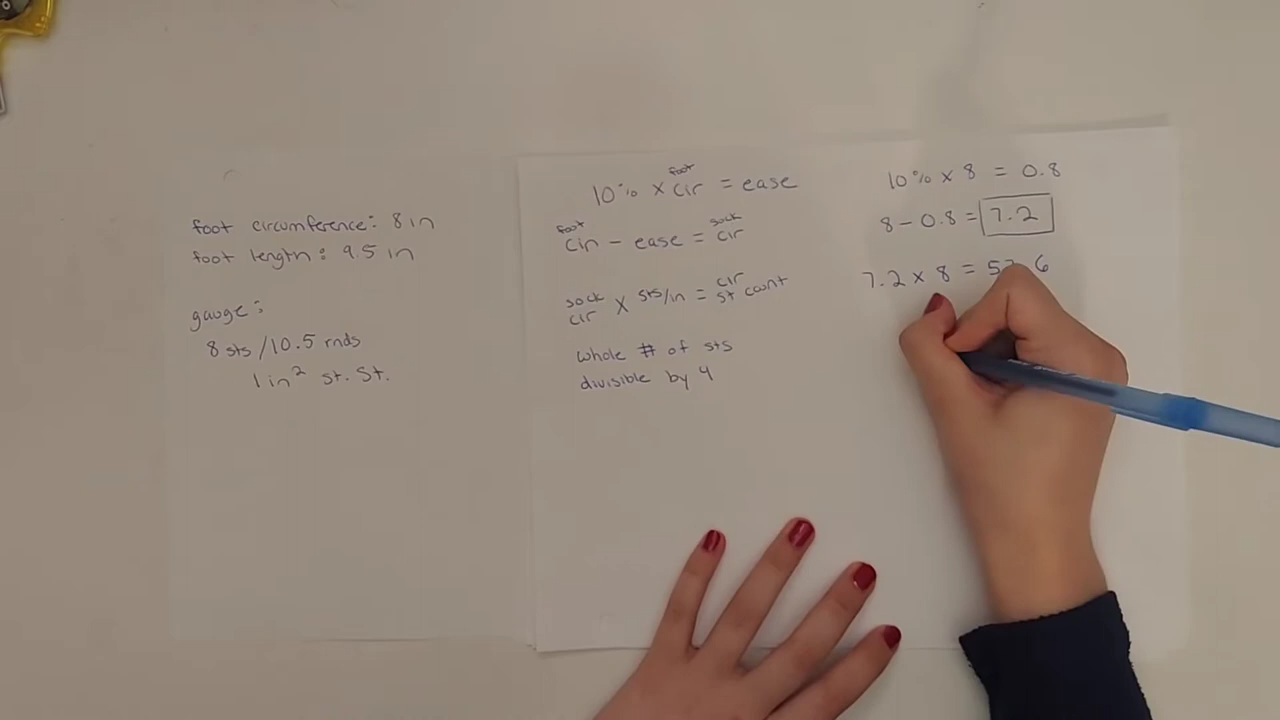 foot circumference: 8 in
foot length: 9.5 in
gauge:
8 sts/10.5 rnds
1 in² st. St.
10% x foot cir = ease
foot cir - ease = sock cir
sock cir x sts/in = cir st count
whole # of sts
divisible by 4
10% x 8 = 0.8
8 - 0.8 = 7.2
7.2 x 8 =